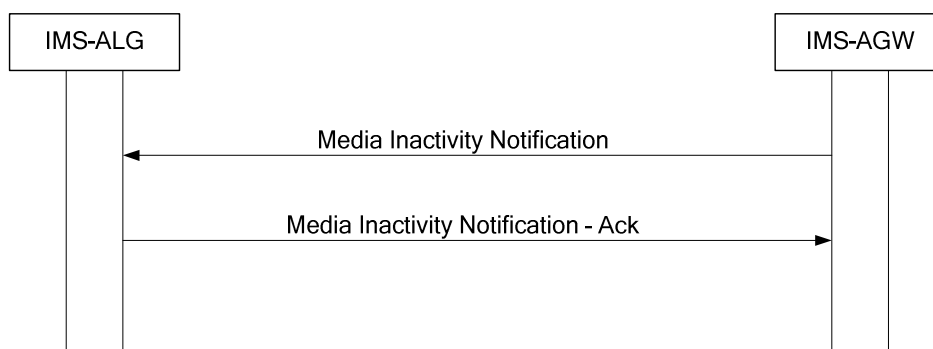 IMS-ALG
IMS-AGW
Media Inactivity Notification
Media Inactivity Notification - Ack